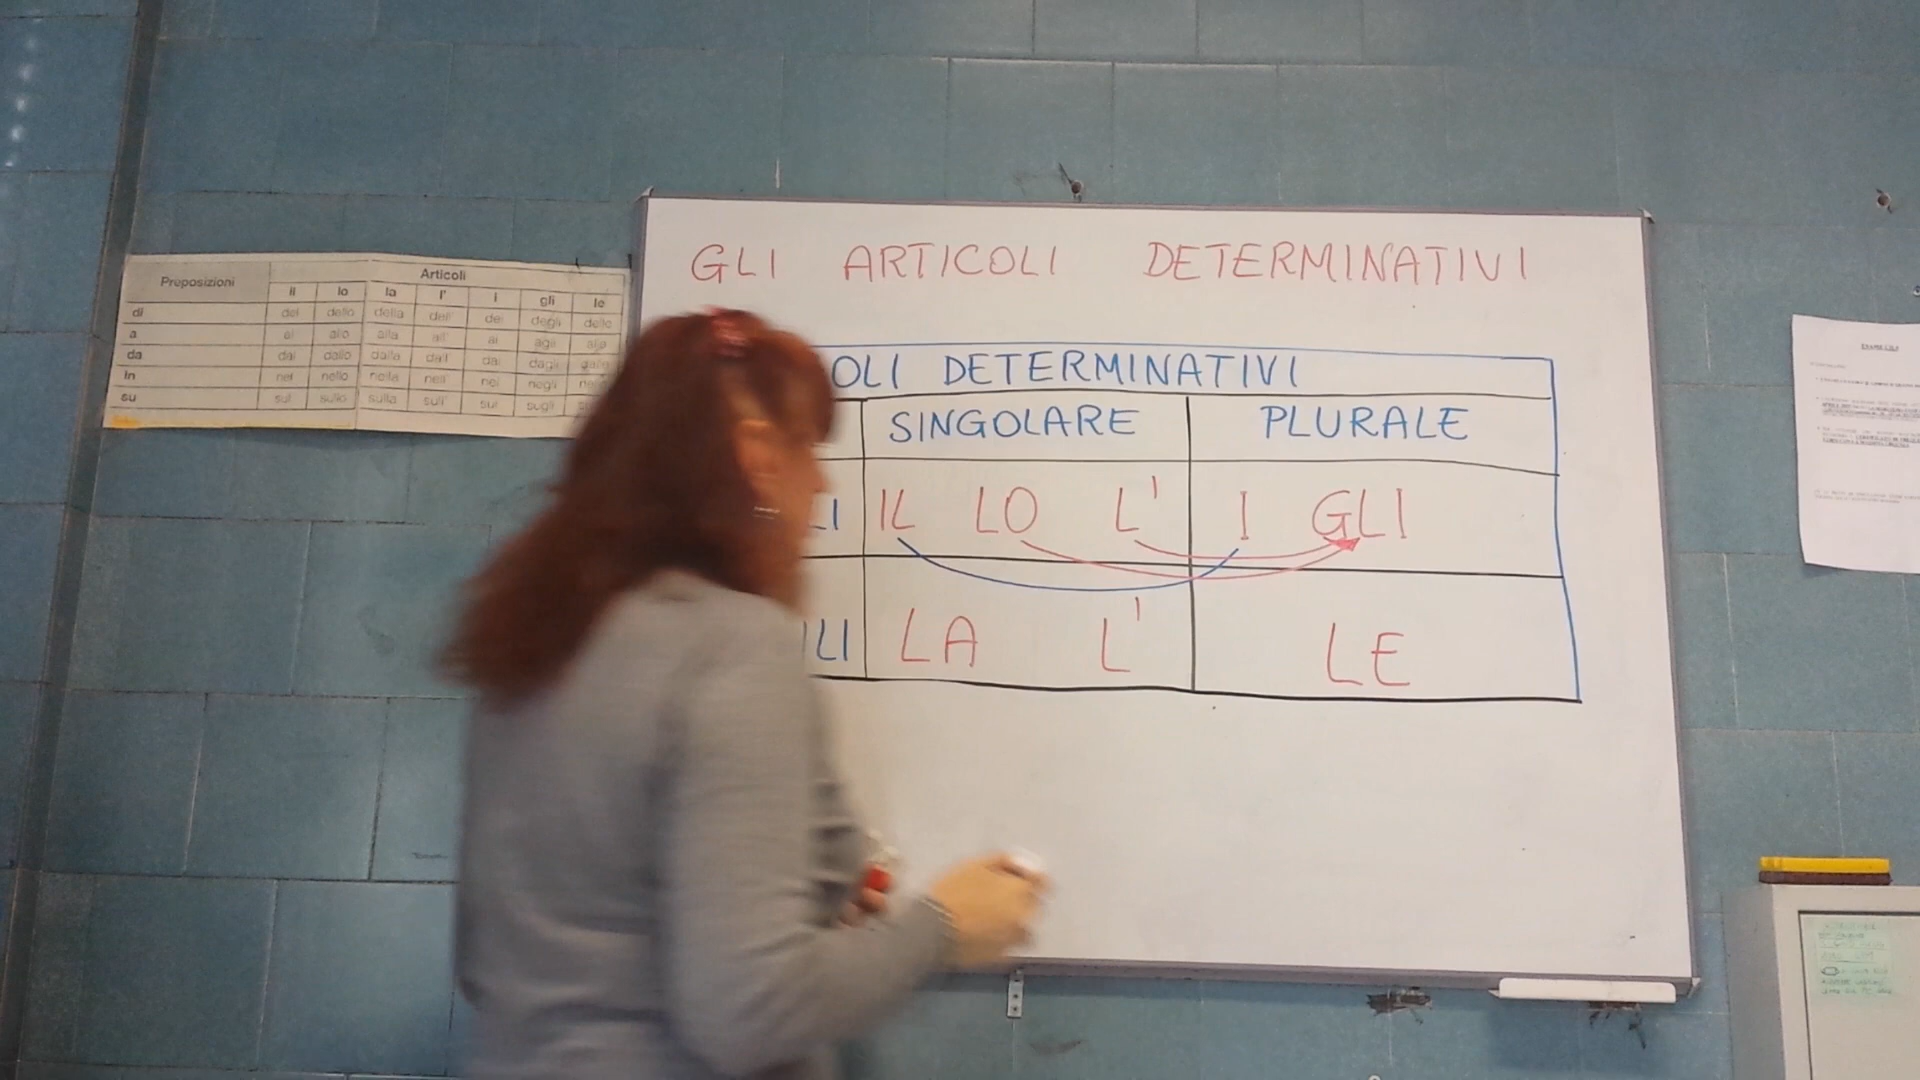 GLI ARTICOLI DETERMINATIVI
OLI DETERMINATIVI
SINGOLARE PLURALE
LI IL LO L' I GLI
ILI LA L' LE
Preposizioni Articoli
il lo la l' i gli le
di del dello della dell' dei degli delle
a al allo alla all' ai agli alle
da dal dallo dalla dall' dai dagli dalle
in nel nello nella nell' nei negli
su sul sullo sulla sull' sui sugli